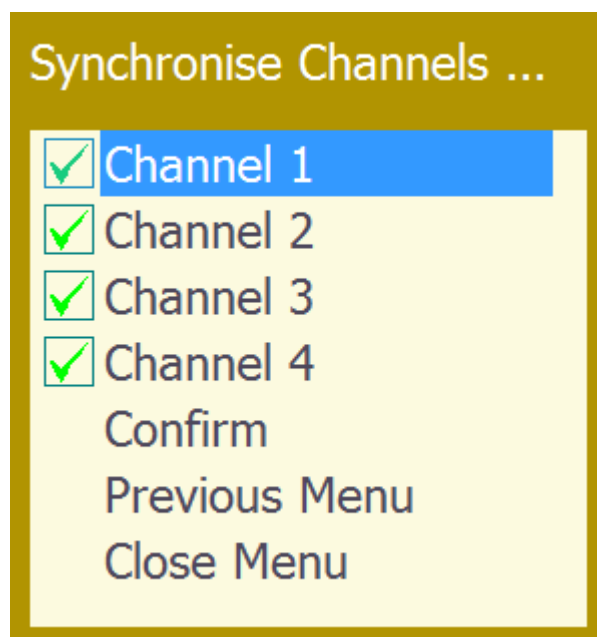 Synchronise Channels ...
Channel 1
Channel 2
Channel 3
Channel 4
Confirm
Previous Menu
Close Menu